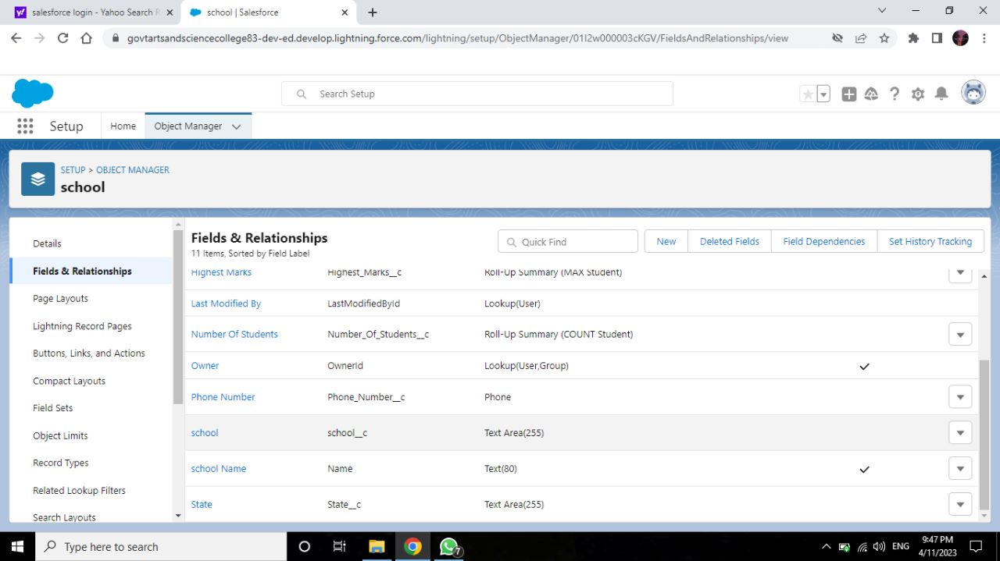 salesforce login - Yahoo Search R
school | Salesforce
govtartsandsciencecollege83-dev-ed.develop.lightning.force.com/lightning/setup/ObjectManager/01I2w000003cKGV/FieldsAndRelationships/view
Search Setup
Setup
Home
Object Manager
SETUP > OBJECT MANAGER
school
Details
Fields & Relationships
Page Layouts
Lightning Record Pages
Buttons, Links, and Actions
Compact Layouts
Field Sets
Object Limits
Record Types
Related Lookup Filters
Search Layouts
Fields & Relationships
11 Items, Sorted by Field Label
Quick Find
New
Deleted Fields
Field Dependencies
Set History Tracking
Highest Marks Highest_Marks__c Roll-Up Summary (MAX Student)
Last Modified By LastModifiedById Lookup(User)
Number Of Students Number_Of_Students__c Roll-Up Summary (COUNT Student)
Owner OwnerId Lookup(User,Group)
Phone Number Phone_Number__c Phone
school school__c Text Area(255)
school Name Name Text(80)
State State__c Text Area(255)
Type here to search
7
ENG
9:47 PM
4/11/2023